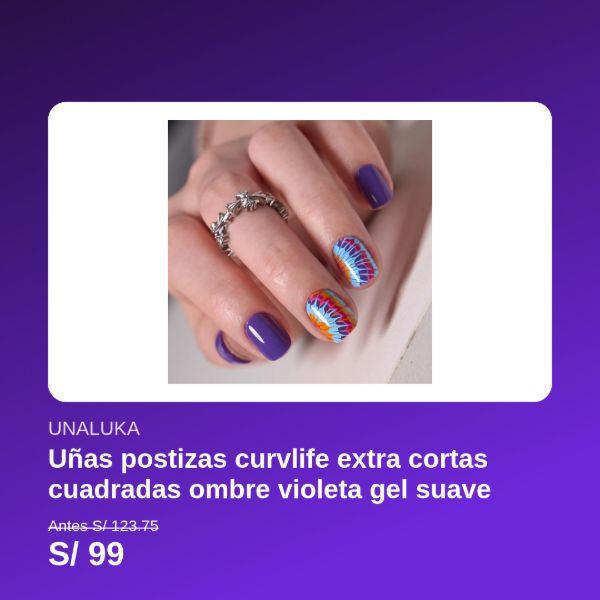 UNALUKA
Uñas postizas curvlife extra cortas
cuadradas ombre violeta gel suave
Antes S/ 123.75
S/ 99